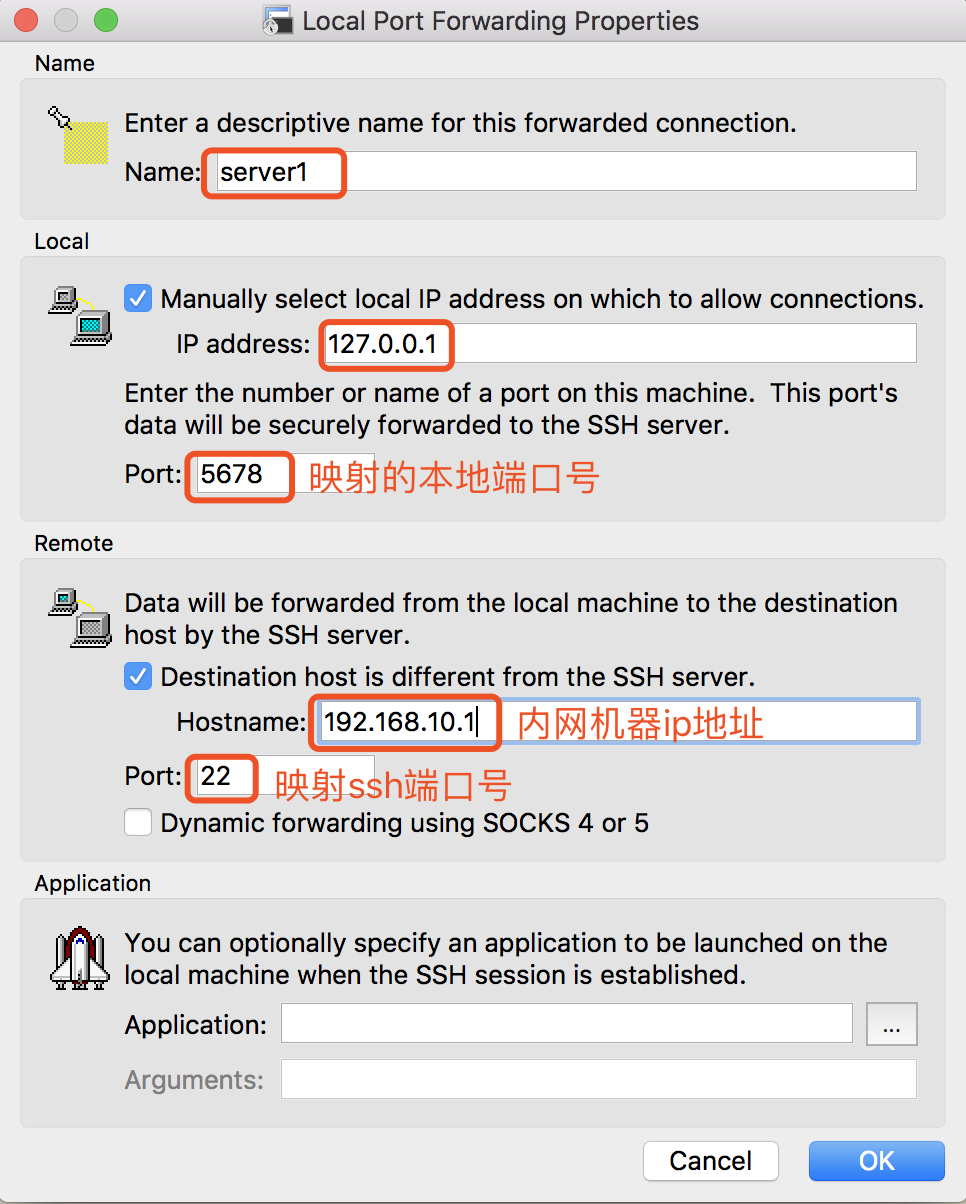 Local Port Forwarding Properties
Name
Enter a descriptive name for this forwarded connection.
Name: server1
Local
Manually select local IP address on which to allow connections.
IP address: 127.0.0.1
Enter the number or name of a port on this machine.  This port's
data will be securely forwarded to the SSH server.
Port: 5678 映射的本地端口号
Remote
Data will be forwarded from the local machine to the destination
host by the SSH server.
Destination host is different from the SSH server.
Hostname: 192.168.10.1 内网机器ip地址
Port: 22 映射ssh端口号
Dynamic forwarding using SOCKS 4 or 5
Application
You can optionally specify an application to be launched on the
local machine when the SSH session is established.
Application: ...
Arguments:
Cancel OK